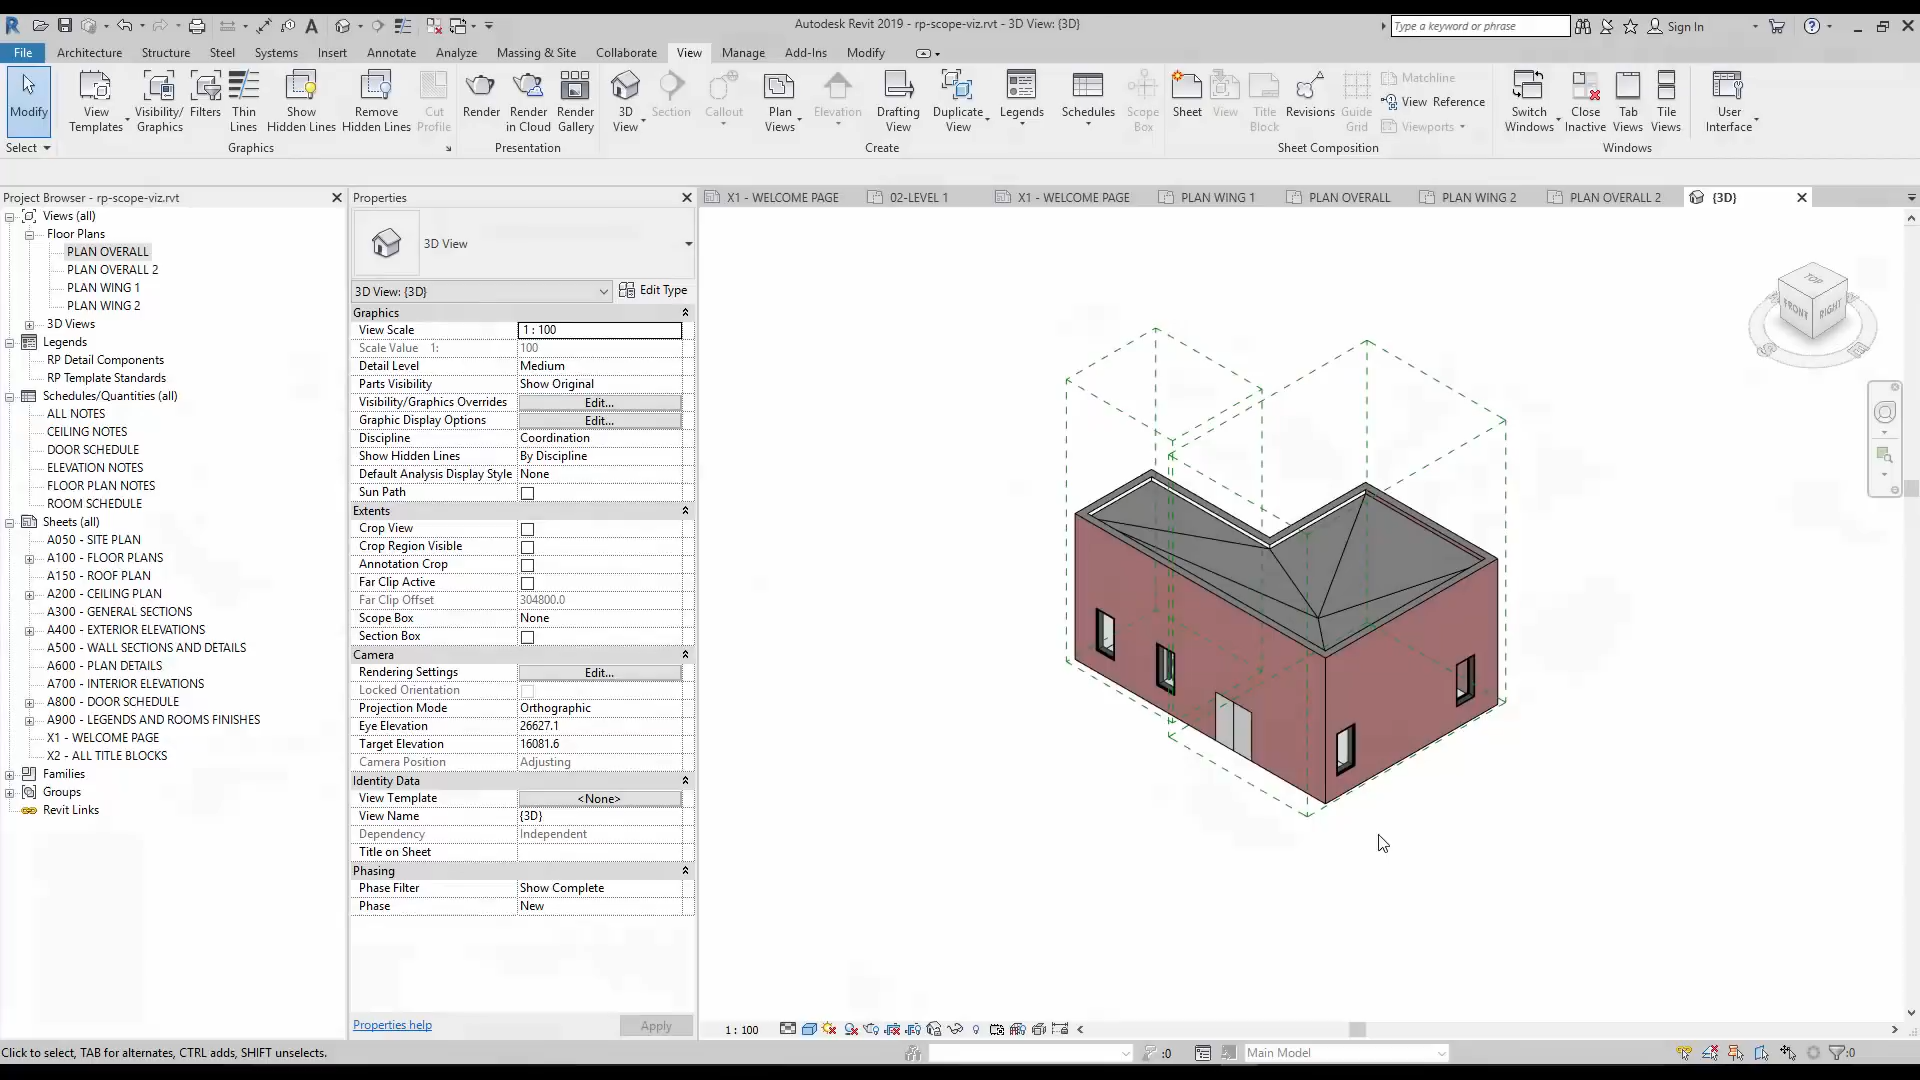 Autodesk Revit 2019 - rp-scope-viz.rvt - 3D View: {3D}
Type a keyword or phrase
Sign In
File Architecture Structure Steel Systems Insert Annotate Analyze Massing & Site Collaborate View Manage Add-Ins Modify
Modify
View Templates
Visibility/ Graphics
Filters
Thin Lines
Show Hidden Lines
Remove Hidden Lines
Cut Profile
Render
Render in Cloud
Render Gallery
3D View
Section
Callout
Plan Views
Elevation
Drafting View
Duplicate View
Legends
Schedules
Scope Box
Sheet
View
Title Block
Revisions
Guide Grid
Matchline
View Reference
Viewports
Switch Windows
Close Inactive
Tab Views
Tile Views
User Interface
Select Graphics Presentation Create Sheet Composition Windows
Project Browser - rp-scope-viz.rvt
Views (all)
Floor Plans
PLAN OVERALL
PLAN OVERALL 2
PLAN WING 1
PLAN WING 2
3D Views
Legends
RP Detail Components
RP Template Standards
Schedules/Quantities (all)
ALL NOTES
CEILING NOTES
DOOR SCHEDULE
ELEVATION NOTES
FLOOR PLAN NOTES
ROOM SCHEDULE
Sheets (all)
A050 - SITE PLAN
A100 - FLOOR PLANS
A150 - ROOF PLAN
A200 - CEILING PLAN
A300 - GENERAL SECTIONS
A400 - EXTERIOR ELEVATIONS
A500 - WALL SECTIONS AND DETAILS
A600 - PLAN DETAILS
A700 - INTERIOR ELEVATIONS
A800 - DOOR SCHEDULE
A900 - LEGENDS AND ROOMS FINISHES
X1 - WELCOME PAGE
X2 - ALL TITLE BLOCKS
Families
Groups
Revit Links
Properties
3D View
3D View: {3D} Edit Type
Graphics
View Scale 1 : 100
Scale Value 1: 100
Detail Level Medium
Parts Visibility Show Original
Visibility/Graphics Overrides Edit...
Graphic Display Options Edit...
Discipline Coordination
Show Hidden Lines By Discipline
Default Analysis Display Style None
Sun Path
Extents
Crop View
Crop Region Visible
Annotation Crop
Far Clip Active
Far Clip Offset 304800.0
Scope Box None
Section Box
Camera
Rendering Settings Edit...
Locked Orientation
Projection Mode Orthographic
Eye Elevation 26627.1
Target Elevation 16081.6
Camera Position Adjusting
Identity Data
View Template <None>
View Name {3D}
Dependency Independent
Title on Sheet
Phasing
Phase Filter Show Complete
Phase New
Properties help Apply
X1 - WELCOME PAGE 02-LEVEL 1 X1 - WELCOME PAGE PLAN WING 1 PLAN OVERALL PLAN WING 2 PLAN OVERALL 2 {3D}
TOP
FRONT
RIGHT
S
E
1 : 100
Click to select, TAB for alternates, CTRL adds, SHIFT unselects.
:0
Main Model
:0